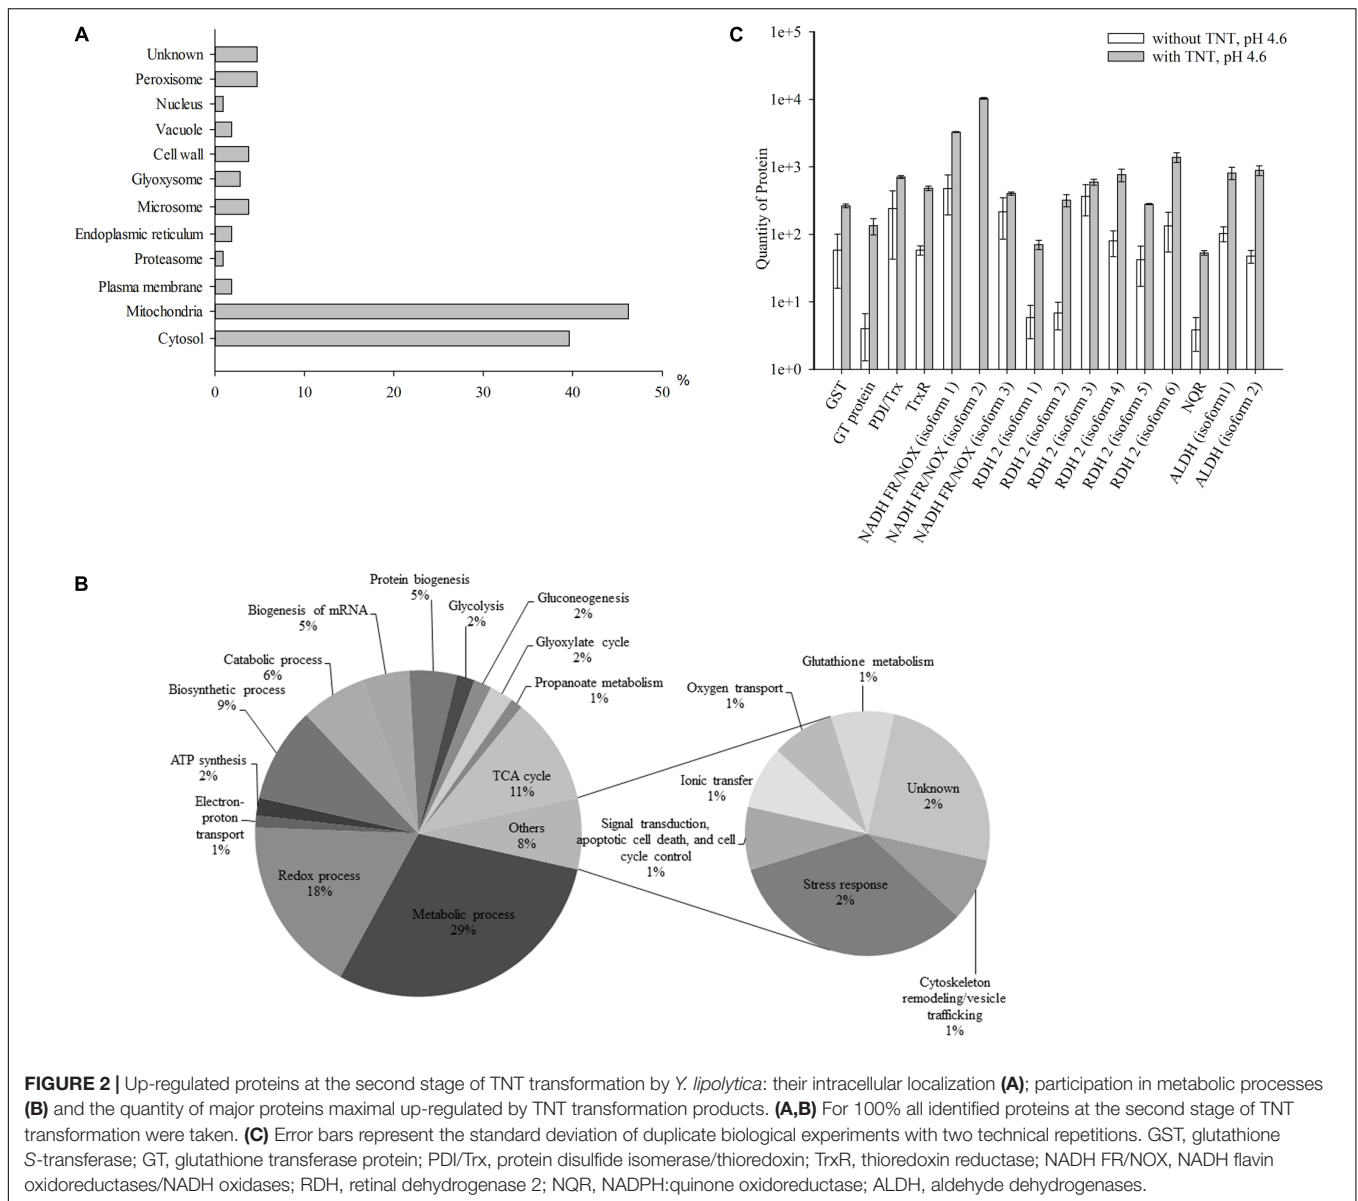 A
Unknown
Peroxisome
Nucleus
Vacuole
Cell wall
Glyoxysome
Microsome
Endoplasmic reticulum
Proteasome
Plasma membrane
Mitochondria
Cytosol
0 10 20 30 40 50 %
C
without TNT, pH 4.6
with TNT, pH 4.6
Quantity of Protein
1e+5
1e+4
1e+3
1e+2
1e+1
1e+0
GST
GT protein
PDI/Trx
TrxR
NADH FR/NOX (isoform 1)
NADH FR/NOX (isoform 2)
NADH FR/NOX (isoform 3)
RDH 2 (isoform 1)
RDH 2 (isoform 2)
RDH 2 (isoform 3)
RDH 2 (isoform 4)
RDH 2 (isoform 5)
RDH 2 (isoform 6)
NQR
ALDH (isoform1)
ALDH (isoform 2)
B
Protein biogenesis
5%
Glycolysis
2%
Gluconeogenesis
2%
Glyoxylate cycle
2%
Propanoate metabolism
1%
TCA cycle
11%
Others
8%
Metabolic process
29%
Redox process
18%
Electron-
proton
transport
1%
ATP synthesis
2%
Biosynthetic process
9%
Catabolic process
6%
Biogenesis of mRNA
5%
Glutathione metabolism
1%
Oxygen transport
1%
Ionic transfer
1%
Signal transduction,
apoptotic cell death, and cell
cycle control
1%
Unknown
2%
Stress response
2%
Cytoskeleton
remodeling/vesicle
trafficking
1%
FIGURE 2 | Up-regulated proteins at the second stage of TNT transformation by Y. lipolytica: their intracellular localization (A); participation in metabolic processes
(B) and the quantity of major proteins maximal up-regulated by TNT transformation products. (A,B) For 100% all identified proteins at the second stage of TNT
transformation were taken. (C) Error bars represent the standard deviation of duplicate biological experiments with two technical repetitions. GST, glutathione
S-transferase; GT, glutathione transferase protein; PDI/Trx, protein disulfide isomerase/thioredoxin; TrxR, thioredoxin reductase; NADH FR/NOX, NADH flavin
oxidoreductases/NADH oxidases; RDH, retinal dehydrogenase 2; NQR, NADPH:quinone oxidoreductase; ALDH, aldehyde dehydrogenases.